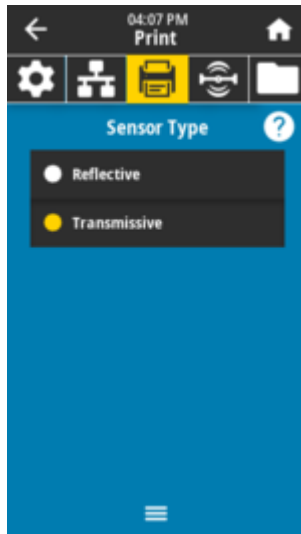 04:07 PM
Print
Sensor Type
?
Reflective
Transmissive